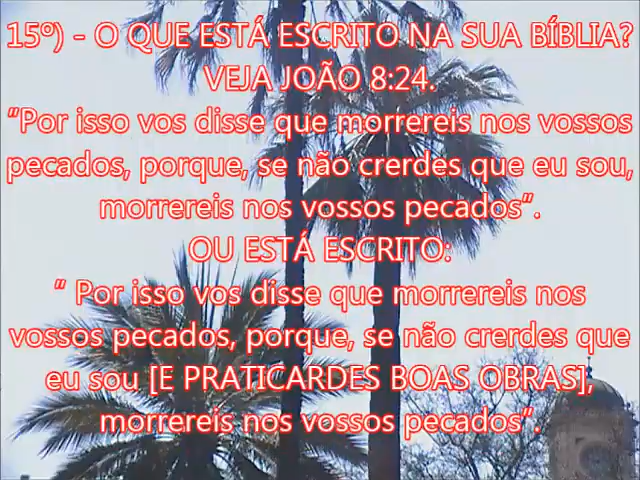 15º) - O QUE ESTÁ ESCRITO NA SUA BÍBLIA?
VEJA JOÃO 8:24.
"Por isso vos disse que morrereis nos vossos
pecados, porque, se não crerdes que eu sou,
morrereis nos vossos pecados".
OU ESTÁ ESCRITO:
" Por isso vos disse que morrereis nos
vossos pecados, porque, se não crerdes que
eu sou [E PRATICARDES BOAS OBRAS],
morrereis nos vossos pecados".